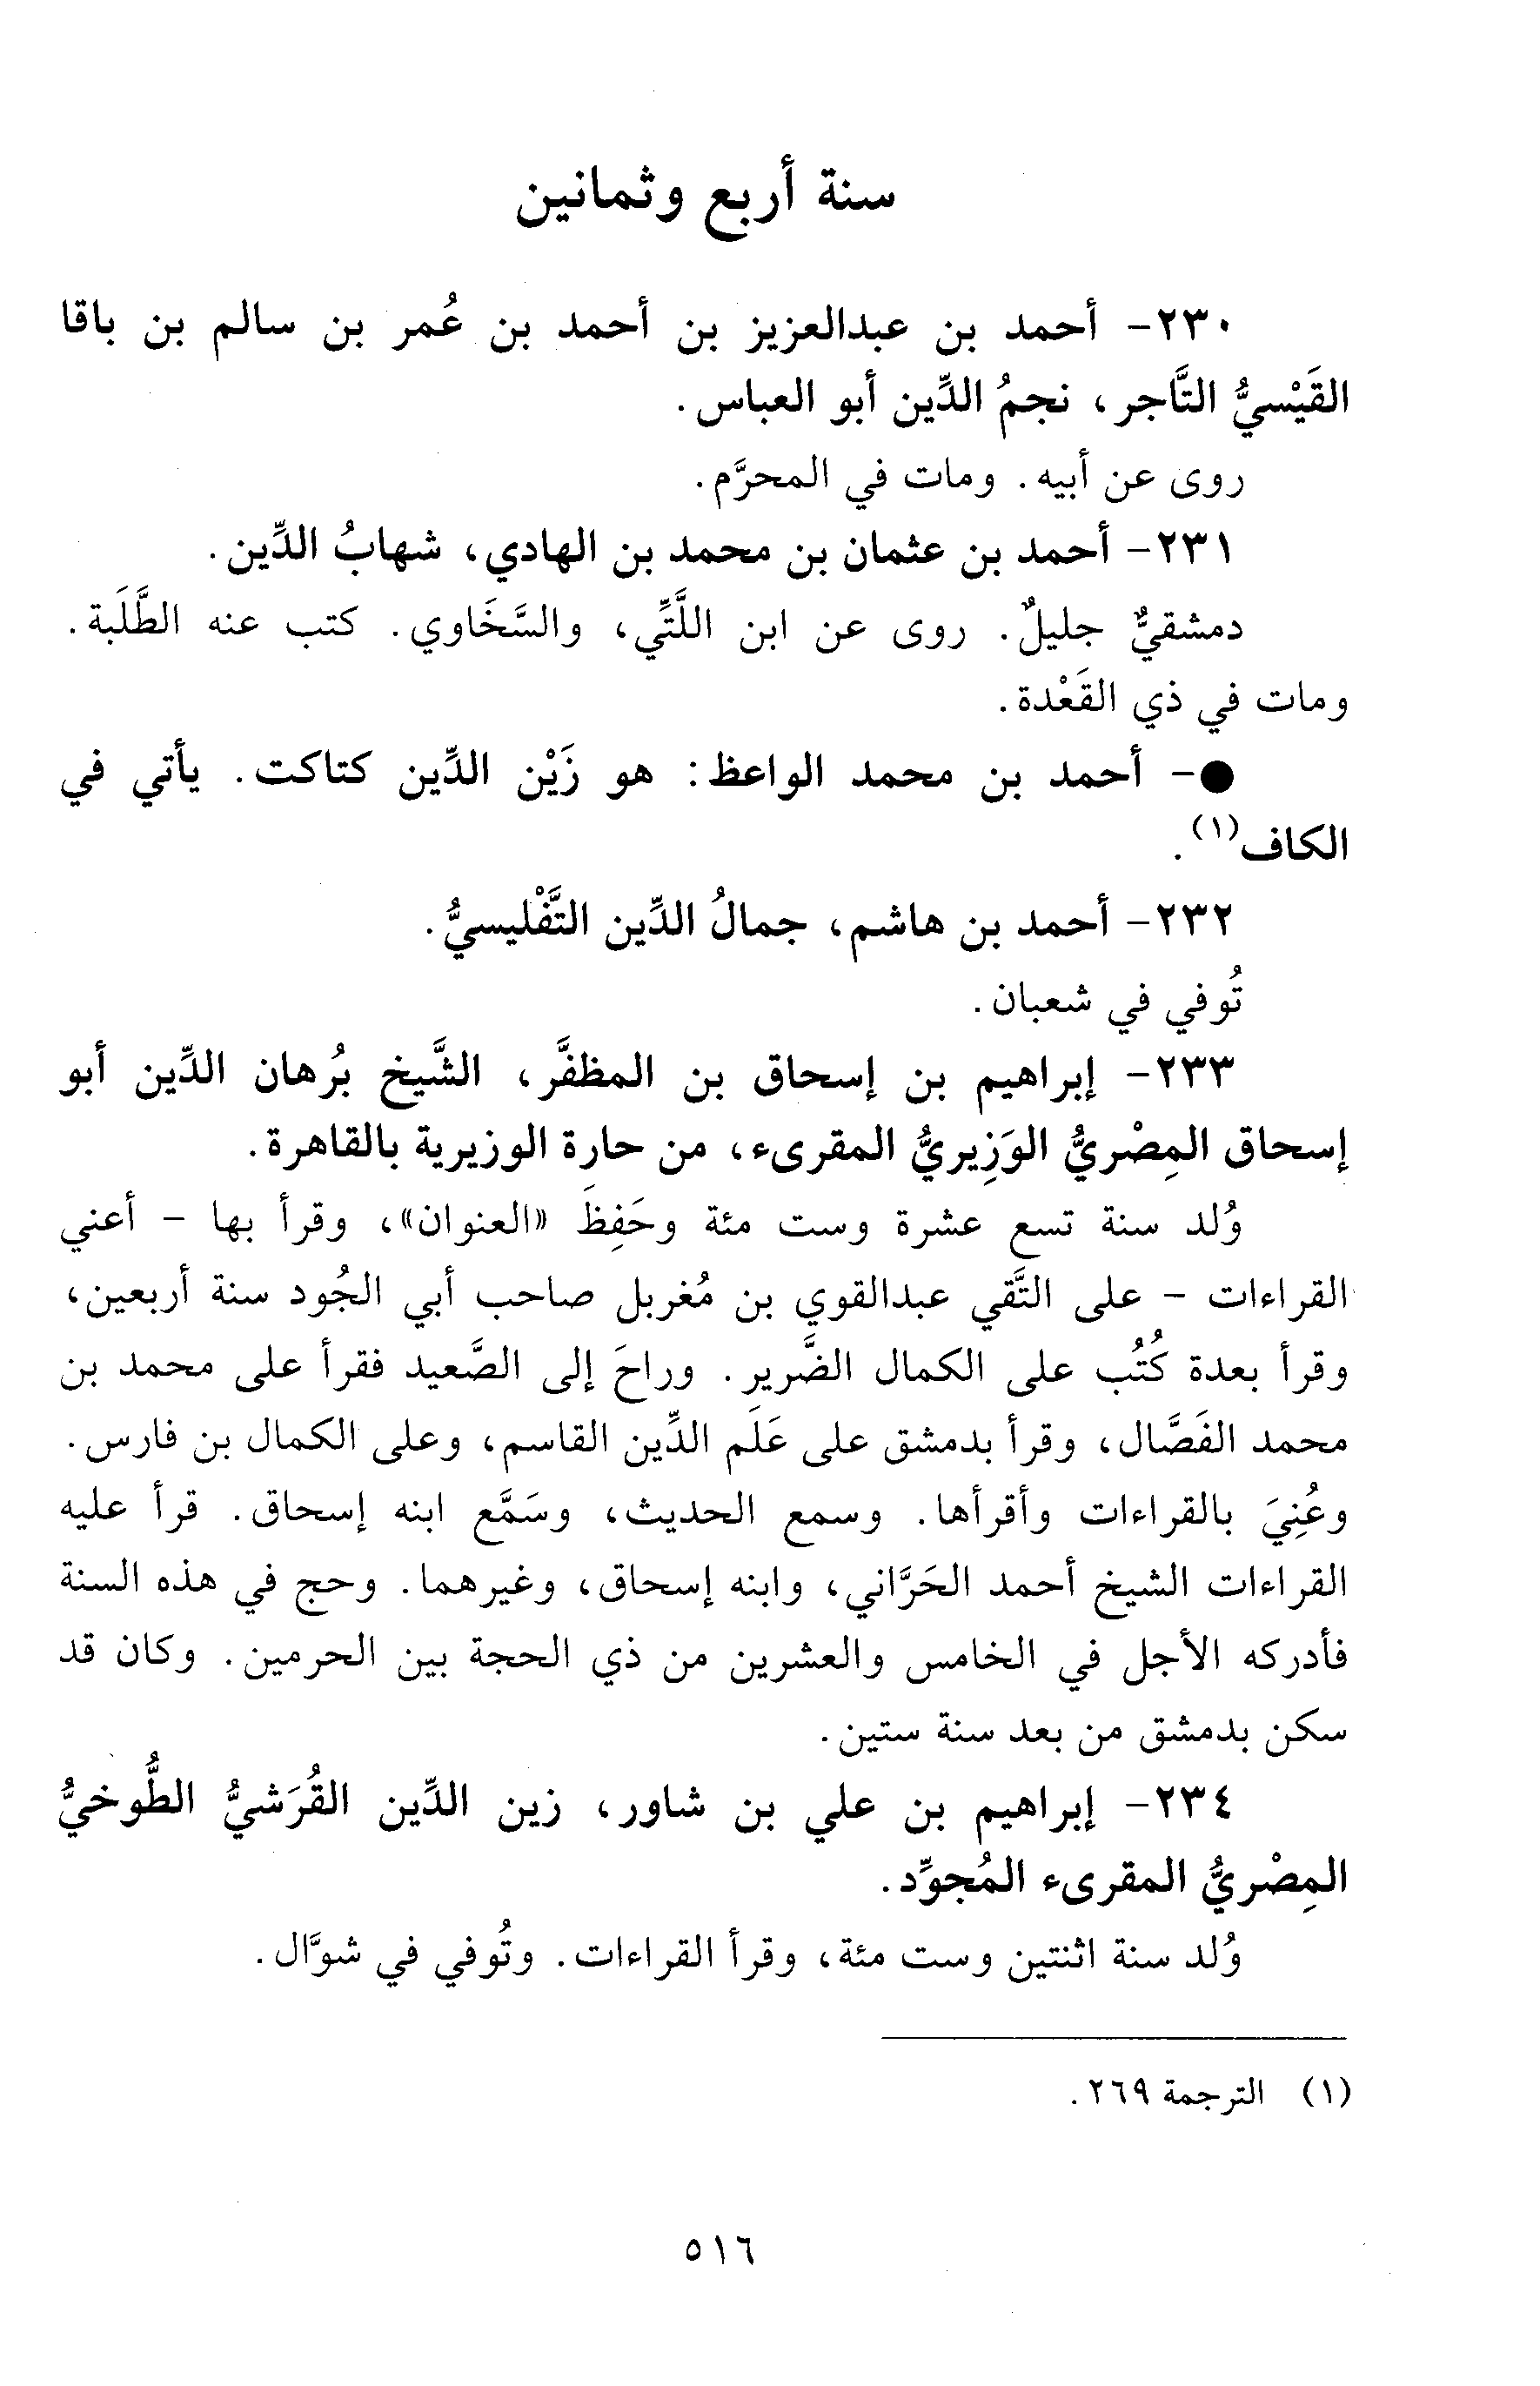 سنة أربع وثمانين
٢٣٠- أحمد بن عبدالعزيز بن أحمد بن عُمر بن سالم بن باقا
القَيْسيُّ التَّاجر، نجمُ الدِّين أبو العباس.
روى عن أبيه. ومات في المحرَّم.
٢٣١- أحمد بن عثمان بن محمد بن الهادي، شهابُ الدِّين.
دمشقيٌّ جليلٌ. روى عن ابن اللَّتِّي، والسَّخَاوي. كتب عنه الطَّلَبة.
ومات في ذي القَعْدة.
●- أحمد بن محمد الواعظ: هو زَيْن الدِّين كتاكت. يأتي في
الكاف(١).
٢٣٢- أحمد بن هاشم، جمالُ الدِّين التَّفْليسيُّ.
تُوفي في شعبان.
٢٣٣- إبراهيم بن إسحاق بن المظفَّر، الشَّيخ بُرهان الدِّين أبو
إسحاق المِصْريُّ الوَزِيريُّ المقرىء، من حارة الوزيرية بالقاهرة.
وُلد سنة تسع عشرة وست مئة وحَفِظَ «العنوان»، وقرأ بها - أعني
القراءات - على التَّقي عبدالقوي بن مُغربل صاحب أبي الجُود سنة أربعين،
وقرأ بعدة كُتُب على الكمال الضَّرير. وراحَ إلى الصَّعيد فقرأ على محمد بن
محمد الفَصَّال، وقرأ بدمشق على عَلَم الدِّين القاسم، وعلى الكمال بن فارس.
وعُنِيَ بالقراءات وأقرأها. وسمع الحديث، وسَمَّع ابنه إسحاق. قرأ عليه
القراءات الشيخ أحمد الحَرَّاني، وابنه إسحاق، وغيرهما. وحج في هذه السنة
فأدركه الأجل في الخامس والعشرين من ذي الحجة بين الحرمين. وكان قد
سكن بدمشق من بعد سنة ستين.
٢٣٤- إبراهيم بن علي بن شاور، زين الدِّين القُرَشيُّ الطُّوخيُّ
المِصْريُّ المقرىء المُجوِّد.
وُلد سنة اثنتين وست مئة، وقرأ القراءات. وتُوفي في شوَّال.
(١) الترجمة ٢٦٩.
٥١٦